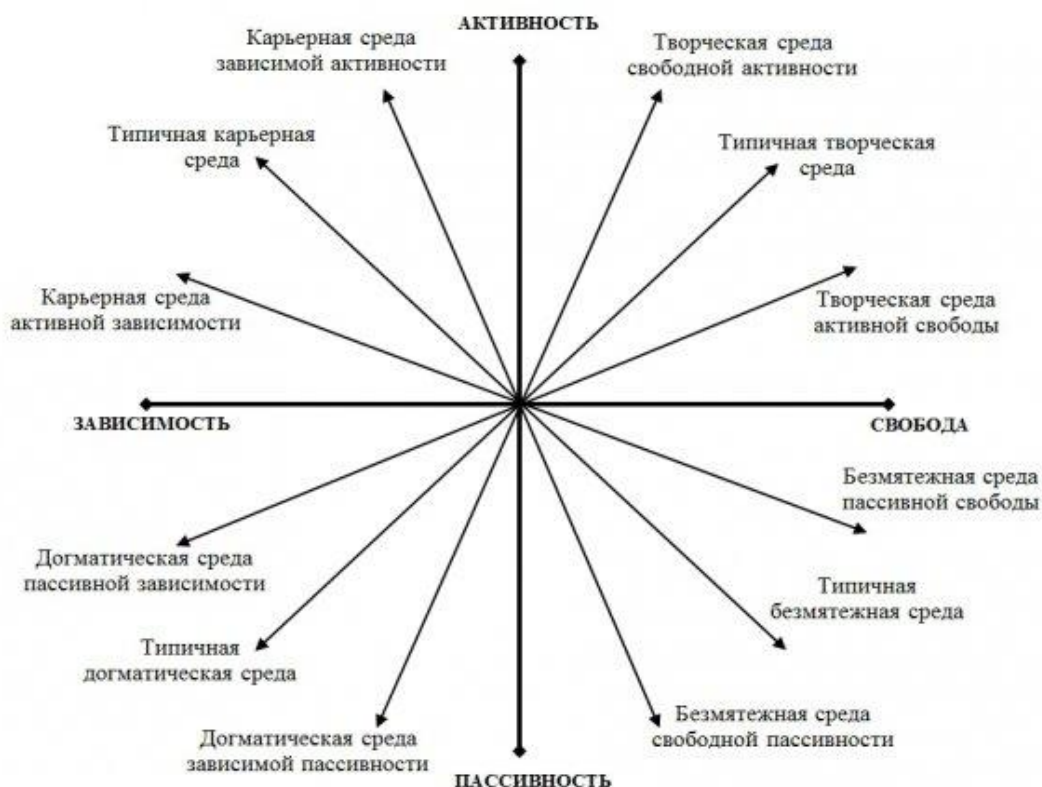 АКТИВНОСТЬ
Карьерная среда
зависимой активности
Творческая среда
свободной активности
Типичная карьерная
среда
Типичная творческая
среда
Карьерная среда
активной зависимости
Творческая среда
активной свободы
ЗАВИСИМОСТЬ
СВОБОДА
Безмятежная среда
пассивной свободы
Догматическая среда
пассивной зависимости
Типичная
безмятежная среда
Типичная
догматическая среда
Безмятежная среда
свободной пассивности
Догматическая среда
зависимой пассивности
ПАССИВНОСТЬ